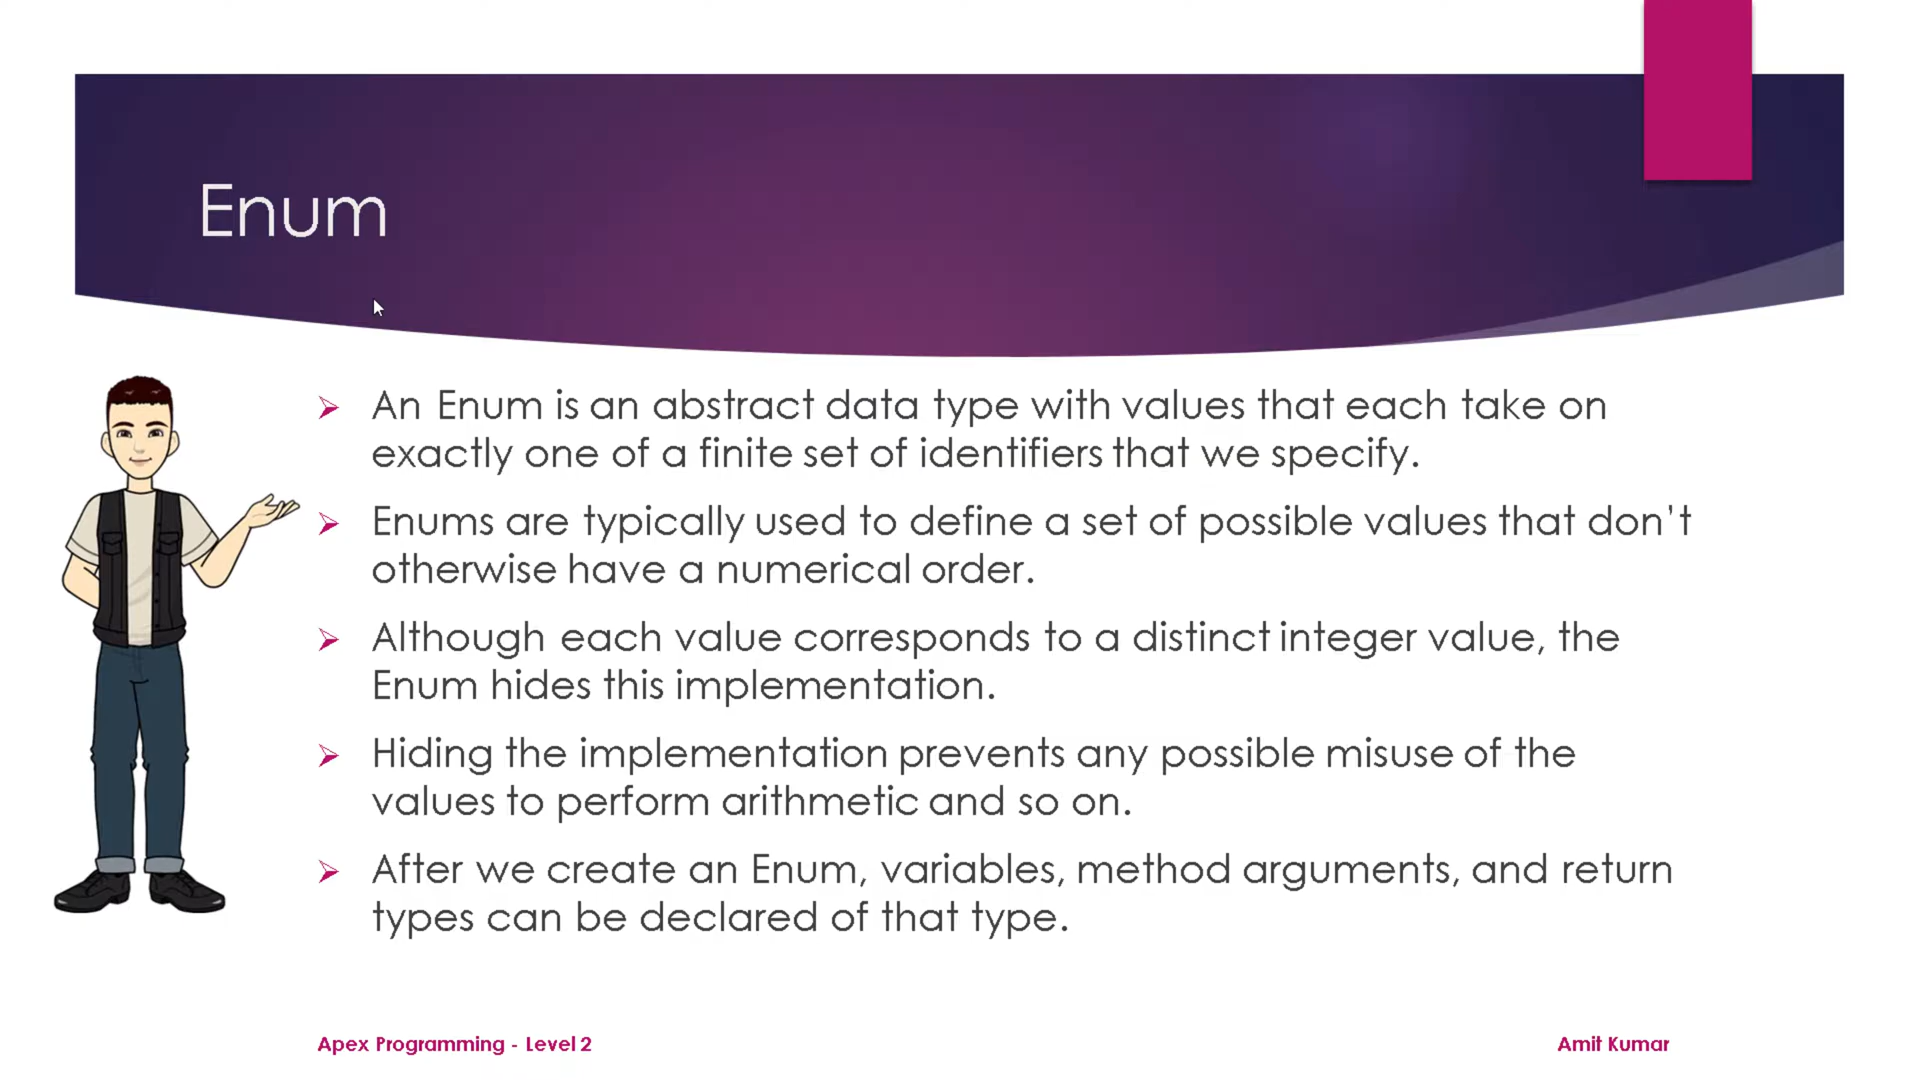 Enum
An Enum is an abstract data type with values that each take on
exactly one of a finite set of identifiers that we specify.
Enums are typically used to define a set of possible values that don't
otherwise have a numerical order.
Although each value corresponds to a distinct integer value, the
Enum hides this implementation.
Hiding the implementation prevents any possible misuse of the
values to perform arithmetic and so on.
After we create an Enum, variables, method arguments, and return
types can be declared of that type.
Apex Programming - Level 2
Amit Kumar